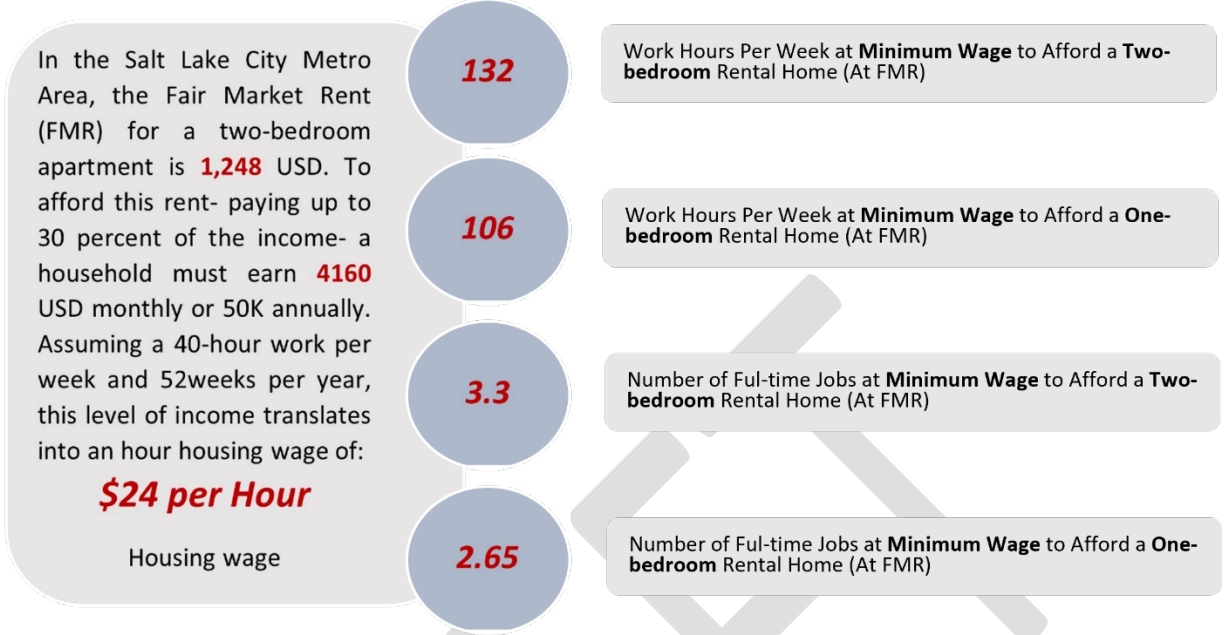 In the Salt Lake City Metro
Area, the Fair Market Rent
(FMR) for a two-bedroom
apartment is 1,248 USD. To
afford this rent- paying up to
30 percent of the income- a
household must earn 4160
USD monthly or 50K annually.
Assuming a 40-hour work per
week and 52weeks per year,
this level of income translates
into an hour housing wage of:
$24 per Hour
Housing wage
132
Work Hours Per Week at Minimum Wage to Afford a Two-
bedroom Rental Home (At FMR)
106
Work Hours Per Week at Minimum Wage to Afford a One-
bedroom Rental Home (At FMR)
3.3
Number of Ful-time Jobs at Minimum Wage to Afford a Two-
bedroom Rental Home (At FMR)
2.65
Number of Ful-time Jobs at Minimum Wage to Afford a One-
bedroom Rental Home (At FMR)